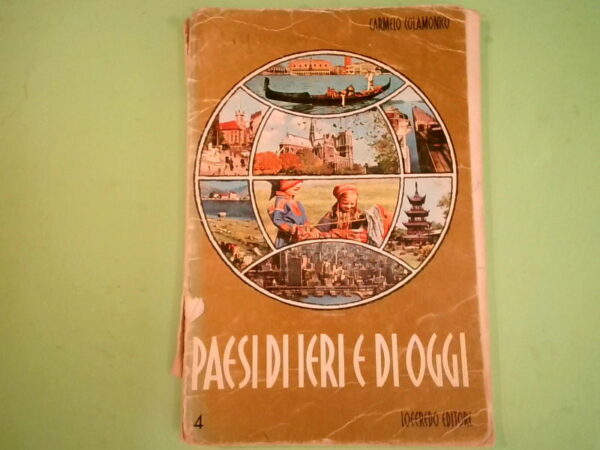 CARMELO COLAMONICO
PAESI DI IERI E DI OGGI
4
LOFFREDO EDITORE